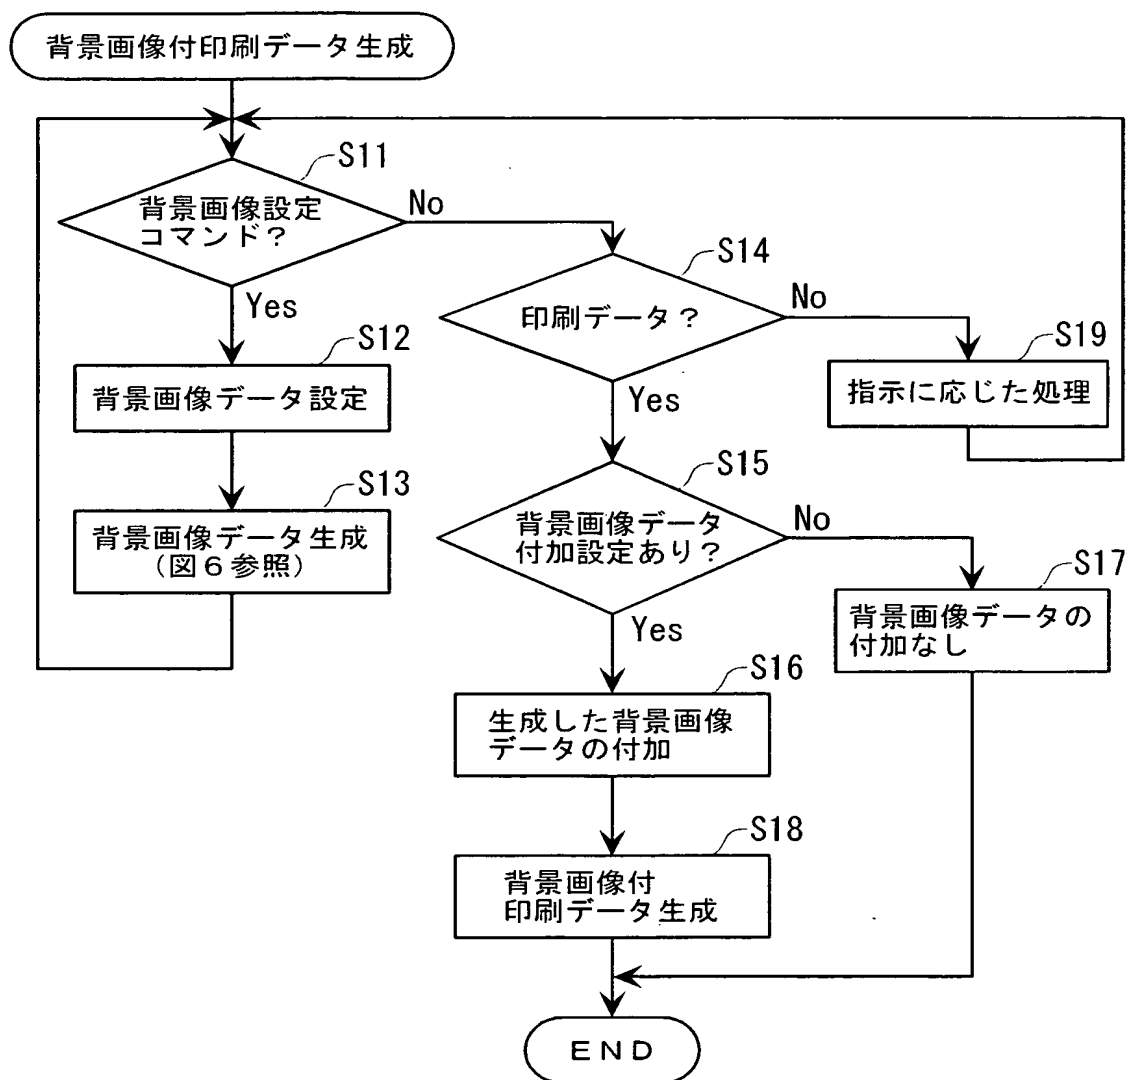 背景画像付印刷データ生成
S11
背景画像設定
コマンド?
No
Yes
S12
背景画像データ設定
S13
背景画像データ生成
(図6参照)
S14
印刷データ?
No
Yes
S19
指示に応じた処理
S15
背景画像データ
付加設定あり?
No
Yes
S17
背景画像データの
付加なし
S16
生成した背景画像
データの付加
S18
背景画像付
印刷データ生成
END